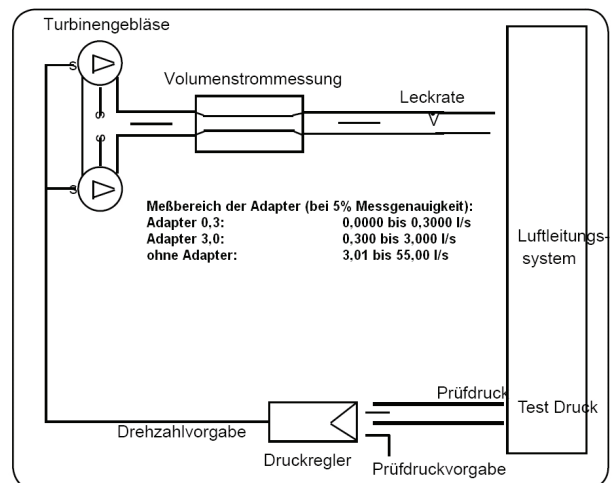 Turbinengebläse
S
Volumenstrommessung
Leckrate
S
S
S
Meßbereich der Adapter (bei 5% Messgenauigkeit):
Adapter 0,3: 0,0000 bis 0,3000 l/s
Adapter 3,0: 0,300 bis 3,000 l/s
ohne Adapter: 3,01 bis 55,00 l/s
Luftleitungs-
system
Prüfdruck
Test Druck
Drehzahlvorgabe
Druckregler
Prüfdruckvorgabe